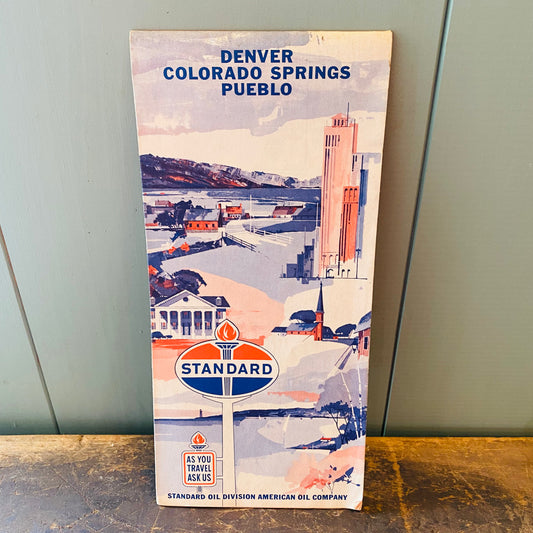 DENVER
COLORADO SPRINGS
PUEBLO
STANDARD
AS YOU
TRAVEL
ASK US
STANDARD OIL DIVISION AMERICAN OIL COMPANY